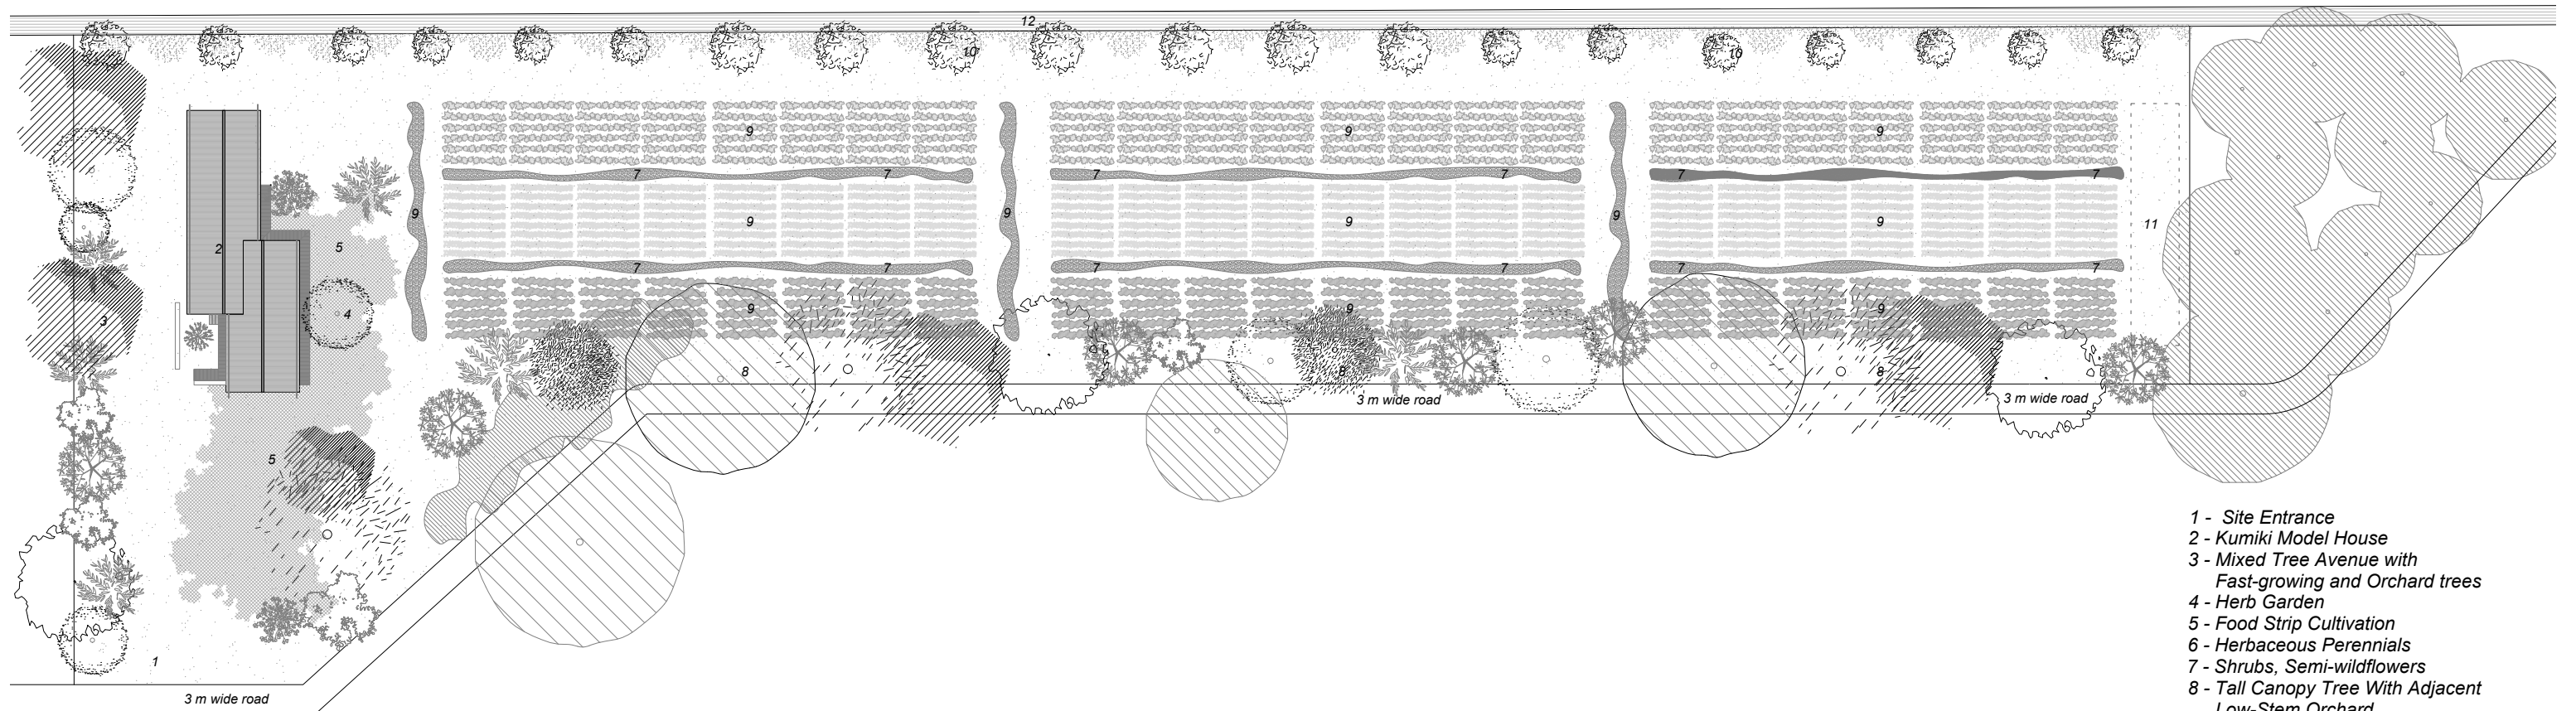 12
10
10
9
9
9
7
7
7
7
7
7
9
9
9
2
5
9
9
9
11
7
7
7
7
7
7
3
4
9
9
9
8
8
8
3 m wide road
3 m wide road
5
1
3 m wide road
1 - Site Entrance
2 - Kumiki Model House
3 - Mixed Tree Avenue with
Fast-growing and Orchard trees
4 - Herb Garden
5 - Food Strip Cultivation
6 - Herbaceous Perennials
7 - Shrubs, Semi-wildflowers
8 - Tall Canopy Tree With Adjacent
Low-Stem Orchard